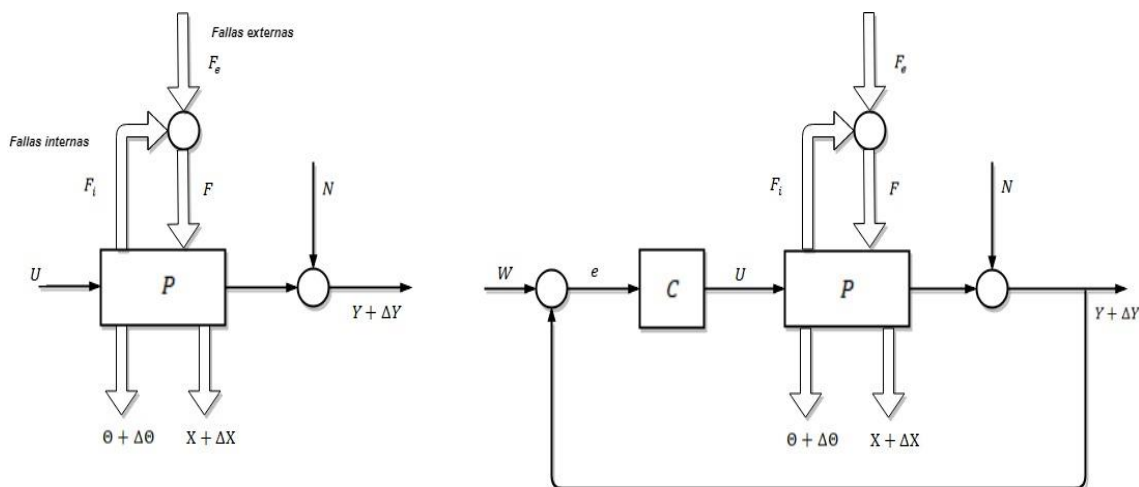 Fallas externas
F_e
Fallas internas
F_i
F
N
U
P
Y + ΔY
Θ + ΔΘ
X + ΔX
F_e
F_i
F
N
W
e
C
U
P
Y + ΔY
Θ + ΔΘ
X + ΔX